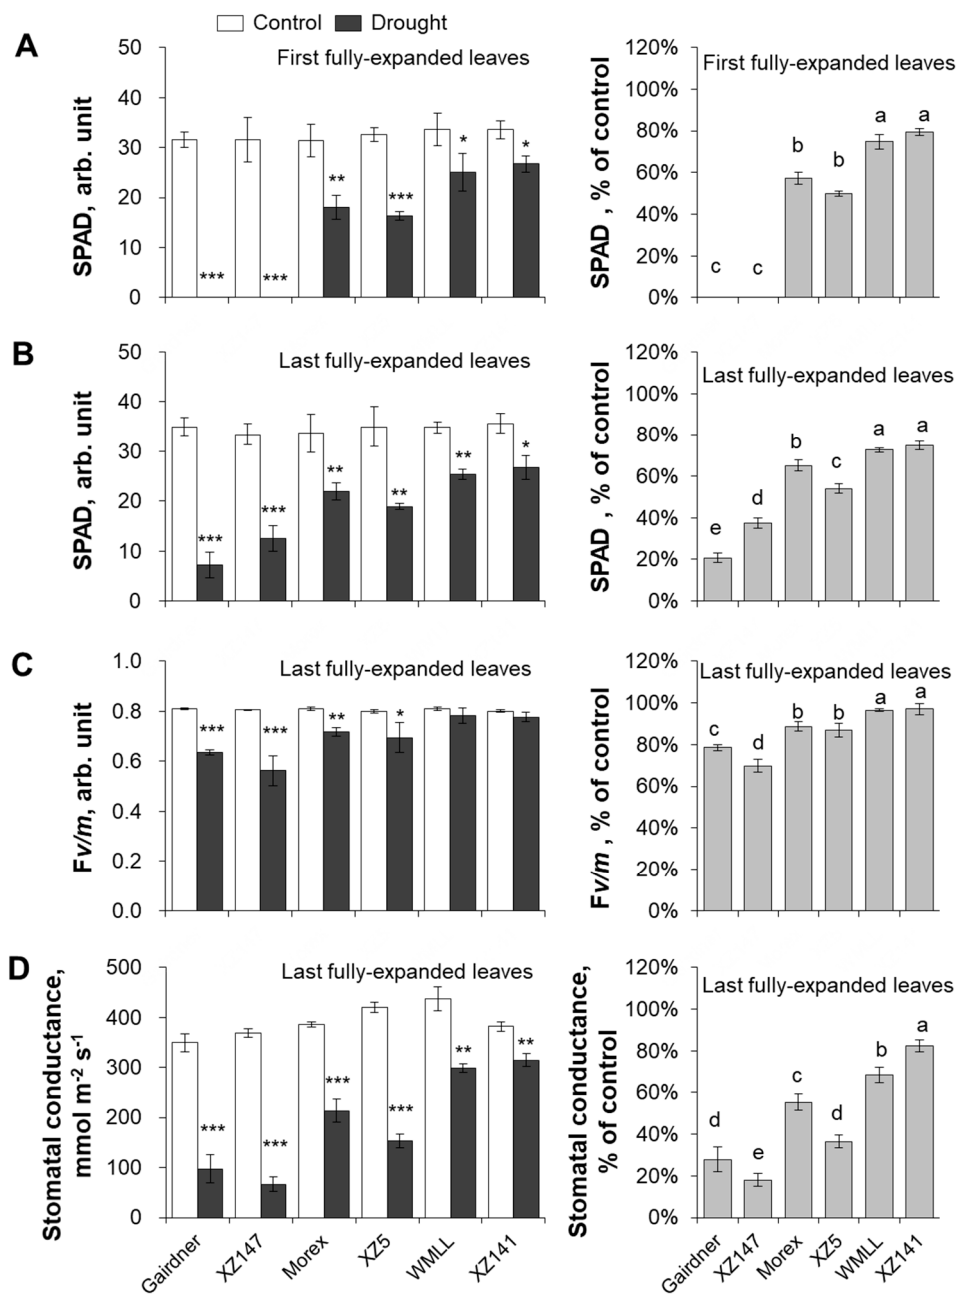 Control Drought
A
First fully-expanded leaves
SPAD, arb. unit
50
40
30
20
10
0
*** *** ** *** * *
First fully-expanded leaves
SPAD , % of control
120%
100%
80%
60%
40%
20%
0%
c c b b a a
B
Last fully-expanded leaves
SPAD, arb. unit
50
40
30
20
10
0
*** *** ** ** ** *
Last fully-expanded leaves
SPAD , % of control
120%
100%
80%
60%
40%
20%
0%
e d b c a a
C
Last fully-expanded leaves
Fv/m, arb. unit
1.0
0.8
0.6
0.4
0.2
0.0
*** *** ** *
Last fully-expanded leaves
Fv/m , % of control
120%
100%
80%
60%
40%
20%
0%
c d b b a a
D
Last fully-expanded leaves
Stomatal conductance,
mmol m⁻² s⁻¹
500
400
300
200
100
0
*** *** *** *** ** **
Gairdner XZ147 Morex XZ5 WMLL XZ141
Last fully-expanded leaves
Stomatal conductance,
% of control
120%
100%
80%
60%
40%
20%
0%
d e c d b a
Gairdner XZ147 Morex XZ5 WMLL XZ141